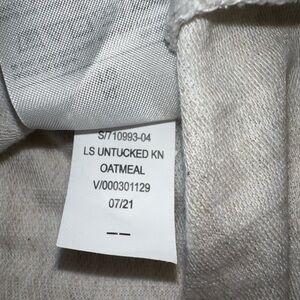 S/710993-04
LS UNTUCKED KN
OATMEAL
V/000301129
07/21